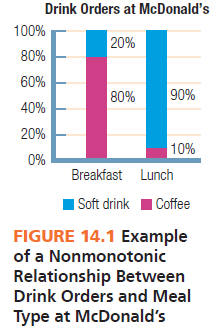 Drink Orders at McDonald's
100%
80%
60%
40%
20%
0%
20%
80%
90%
10%
Breakfast Lunch
Soft drink Coffee
FIGURE 14.1 Example
of a Nonmonotonic
Relationship Between
Drink Orders and Meal
Type at McDonald's